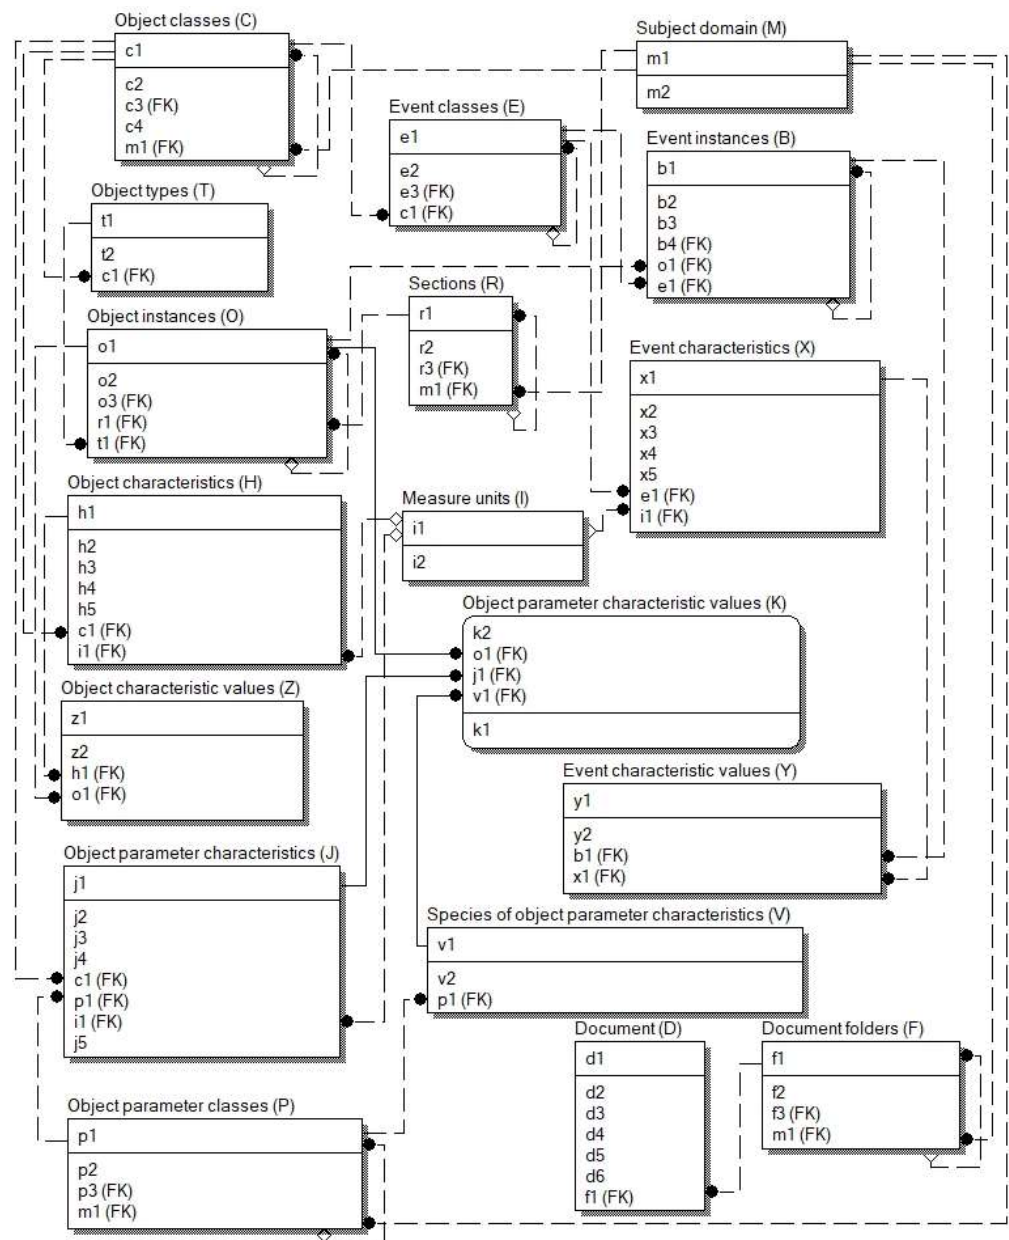 Object classes (C)
c1
c2
c3 (FK)
c4
m1 (FK)
Subject domain (M)
m1
m2
Event classes (E)
e1
e2
e3 (FK)
c1 (FK)
Event instances (B)
b1
b2
b3
b4 (FK)
o1 (FK)
e1 (FK)
Object types (T)
t1
t2
c1 (FK)
Sections (R)
r1
r2
r3 (FK)
m1 (FK)
Object instances (O)
o1
o2
o3 (FK)
r1 (FK)
t1 (FK)
Event characteristics (X)
x1
x2
x3
x4
x5
e1 (FK)
i1 (FK)
Object characteristics (H)
h1
h2
h3
h4
h5
c1 (FK)
i1 (FK)
Measure units (I)
i1
i2
Object parameter characteristic values (K)
k2
o1 (FK)
j1 (FK)
v1 (FK)
k1
Object characteristic values (Z)
z1
z2
h1 (FK)
o1 (FK)
Event characteristic values (Y)
y1
y2
b1 (FK)
x1 (FK)
Object parameter characteristics (J)
j1
j2
j3
j4
c1 (FK)
p1 (FK)
i1 (FK)
j5
Species of object parameter characteristics (V)
v1
v2
p1 (FK)
Document (D)
d1
d2
d3
d4
d5
d6
f1 (FK)
Document folders (F)
f1
f2
f3 (FK)
m1 (FK)
Object parameter classes (P)
p1
p2
p3 (FK)
m1 (FK)